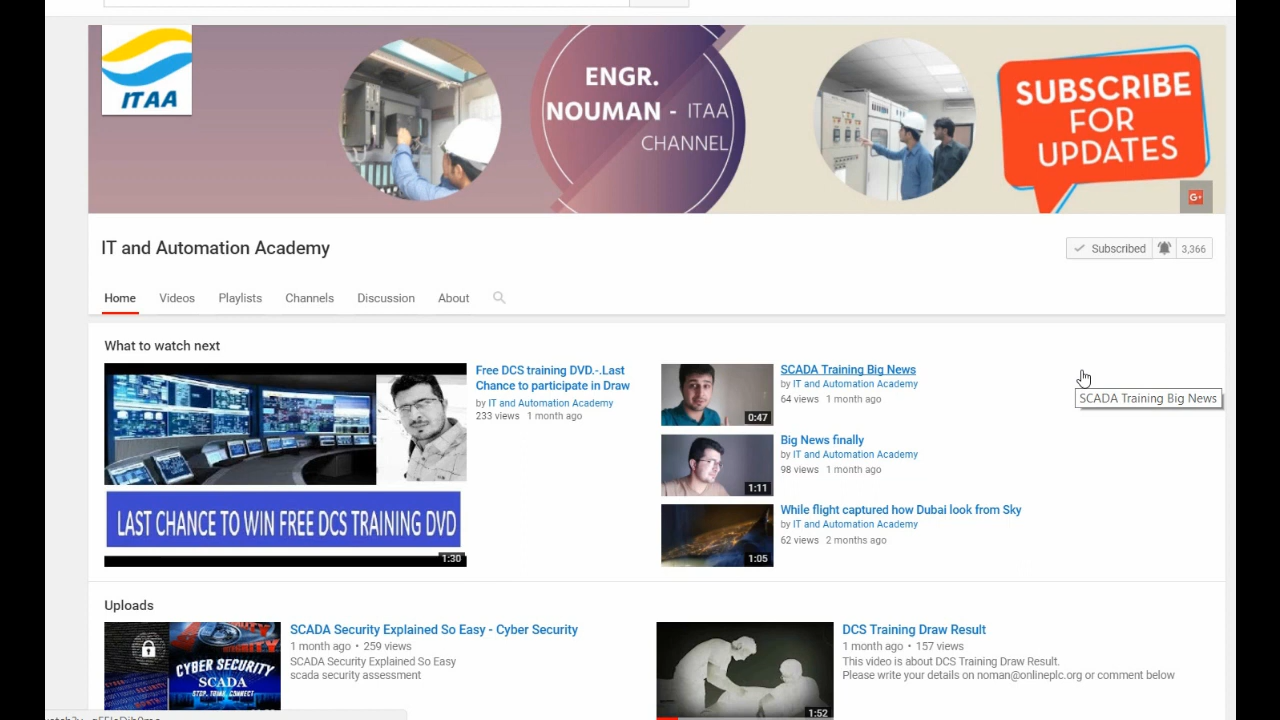 ITAA
ENGR.
NOUMAN - ITAA
CHANNEL
SUBSCRIBE
FOR
UPDATES
G+
IT and Automation Academy
Subscribed 3,366
Home Videos Playlists Channels Discussion About
What to watch next
LAST CHANCE TO WIN FREE DCS TRAINING DVD
1:30
Free DCS training DVD.-.Last
Chance to participate in Draw
by IT and Automation Academy
233 views 1 month ago
0:47
SCADA Training Big News
by IT and Automation Academy
64 views 1 month ago
SCADA Training Big News
1:11
Big News finally
by IT and Automation Academy
98 views 1 month ago
1:05
While flight captured how Dubai look from Sky
by IT and Automation Academy
62 views 2 months ago
Uploads
CYBER SECURITY
SCADA
STOP. THINK. CONNECT
SCADA Security Explained So Easy - Cyber Security
1 month ago • 259 views
SCADA Security Explained So Easy
scada security assessment
1:52
DCS Training Draw Result
1 month ago • 157 views
This video is about DCS Training Draw Result.
Please write your details on noman@onlineplc.org or comment below